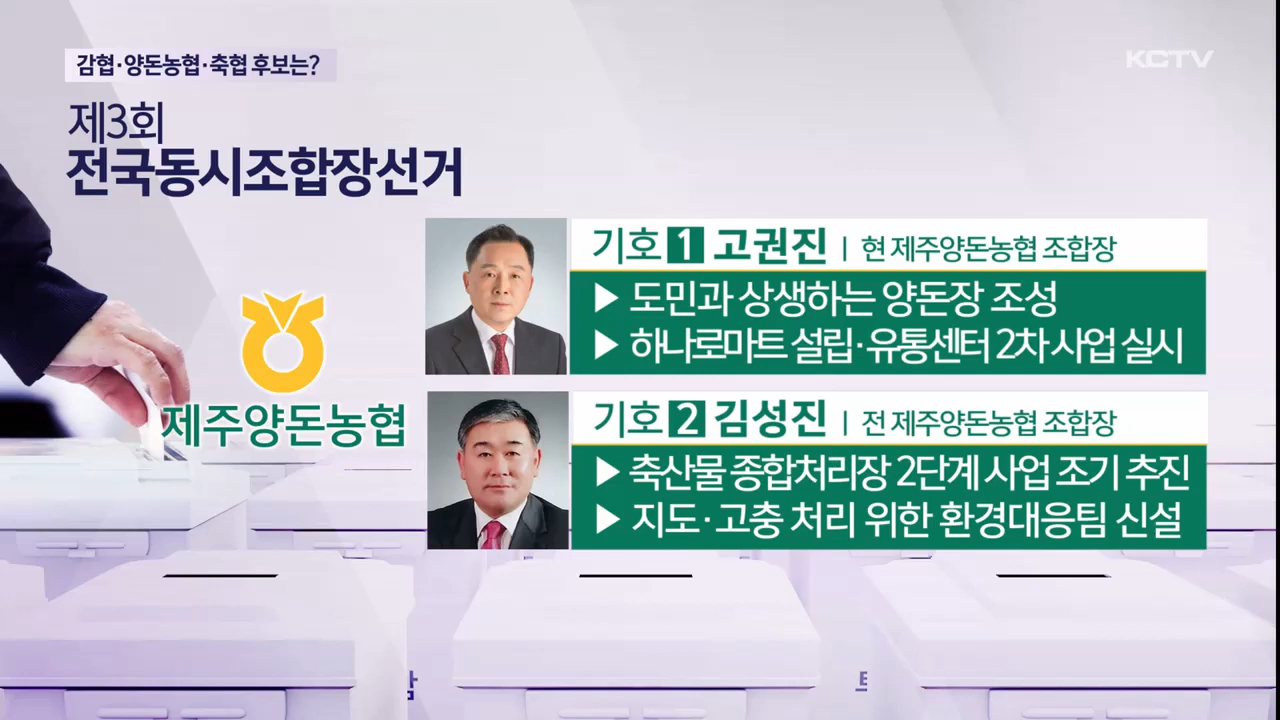 감협·양돈농협·축협 후보는?
KCTV
제3회
전국동시조합장선거
기호 1 고권진 | 현 제주양돈농협 조합장
▶ 도민과 상생하는 양돈장 조성
▶ 하나로마트 설립·유통센터 2차 사업 실시
제주양돈농협
기호 2 김성진 | 전 제주양돈농협 조합장
▶ 축산물 종합처리장 2단계 사업 조기 추진
▶ 지도·고충 처리 위한 환경대응팀 신설